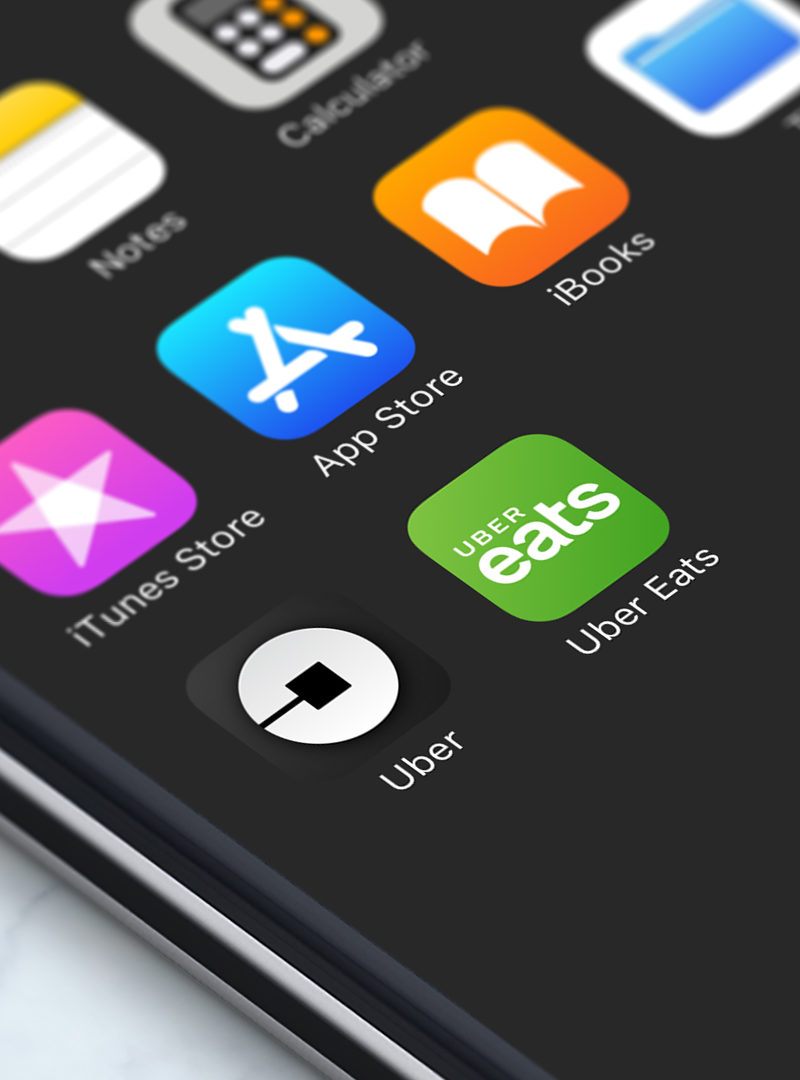 Calculator
Notes
iBooks
App Store
iTunes Store
UBER
eats
Uber Eats
Uber